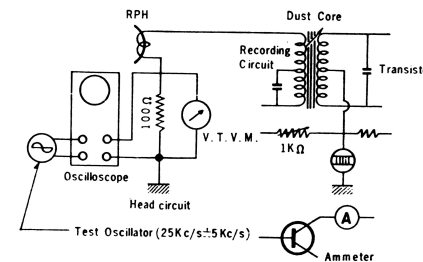 RPH
Dust Core
Recording
Circuit
Transist
100Ω
V.T.V.M.
1KΩ
Oscilloscope
Head circuit
Test Oscillator (25Kc/s±5Kc/s)
A
Ammeter